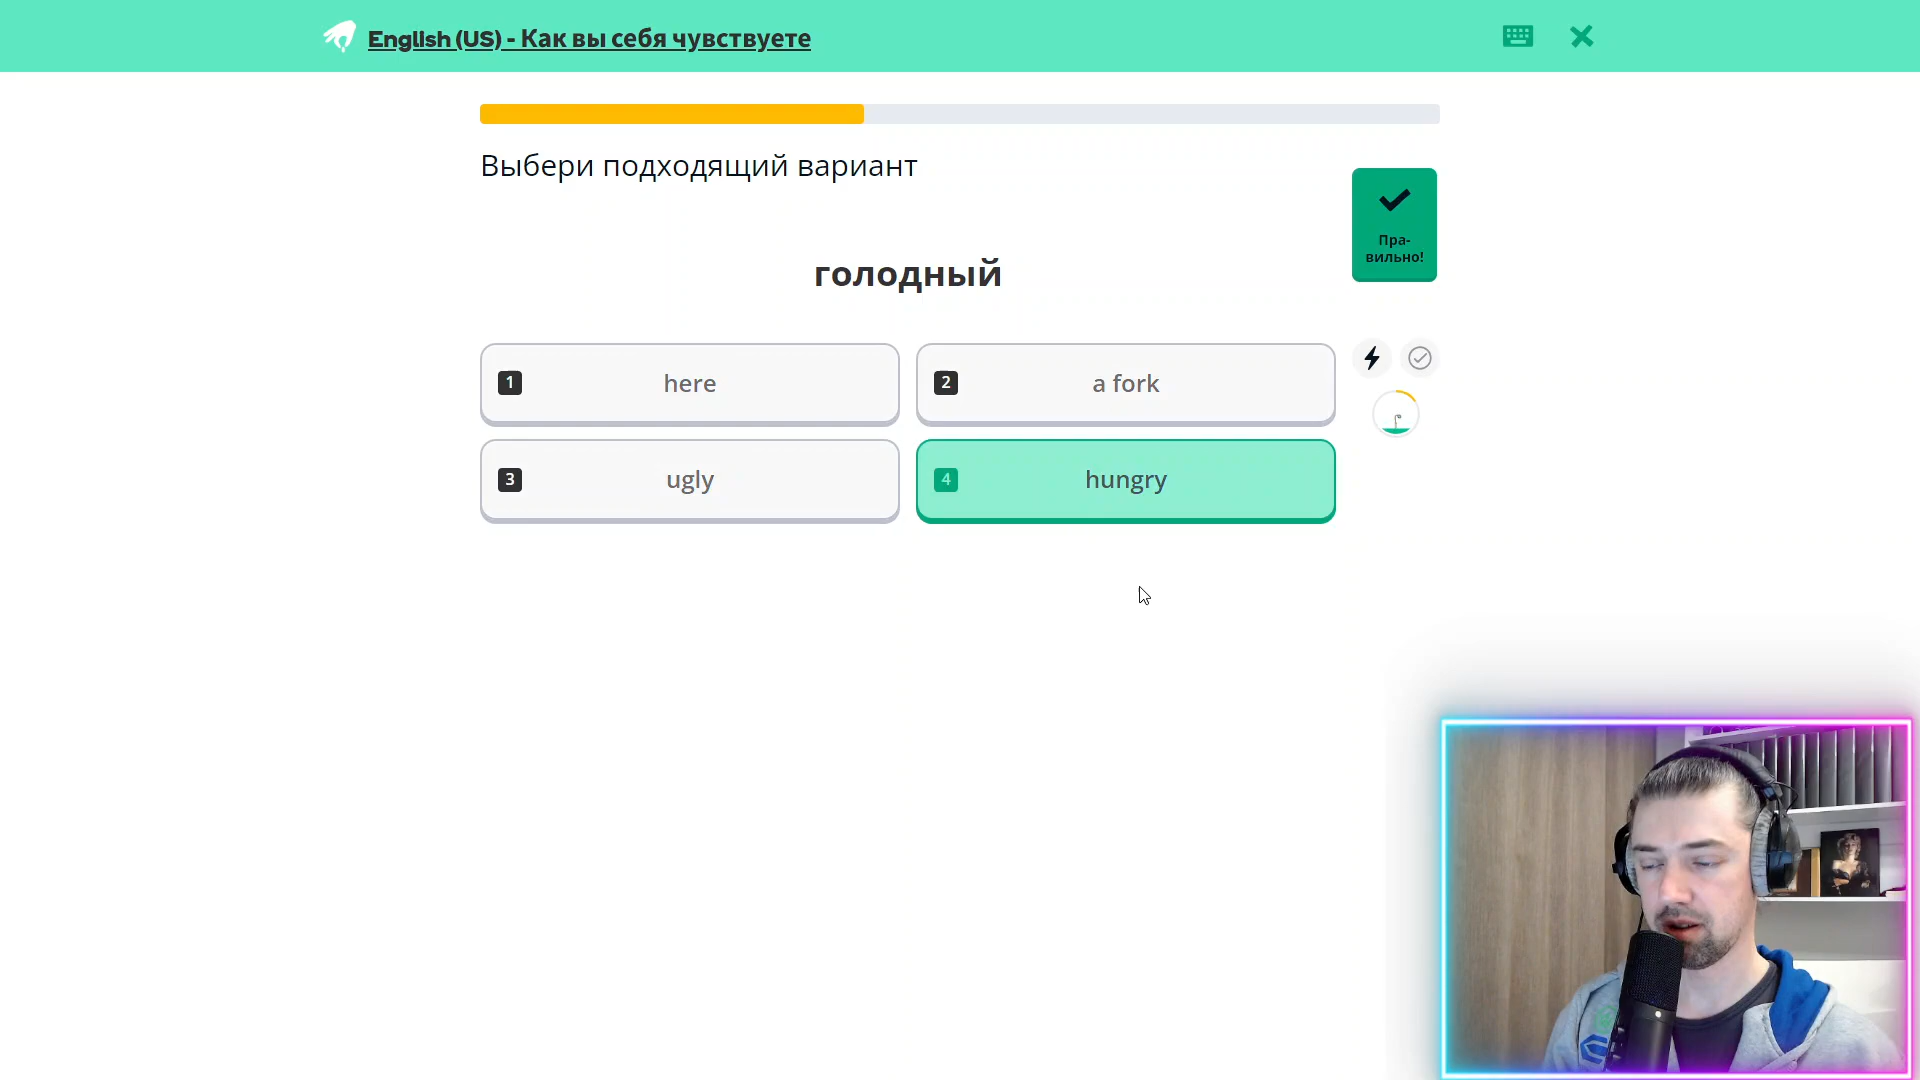 English (US) - Как вы себя чувствуете
Выбери подходящий вариант
Пра-
вильно!
голодный
1 here
2 a fork
3 ugly
4 hungry